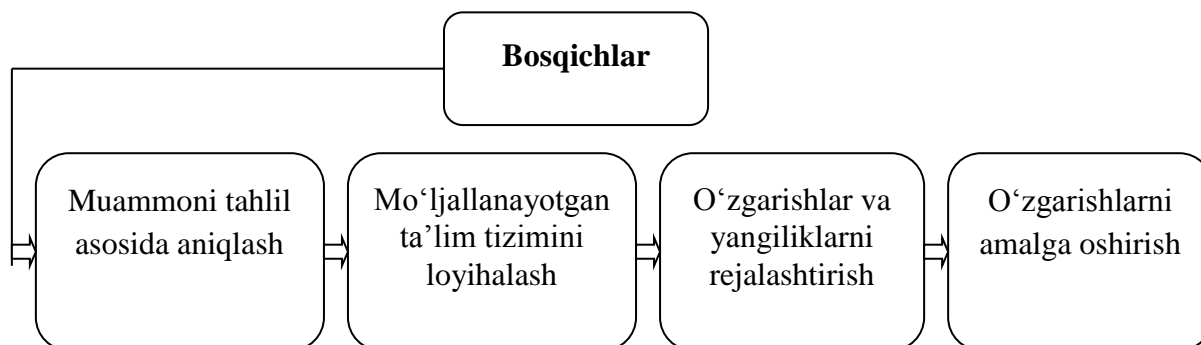 Bosqichlar
Muammoni tahlil
asosida aniqlash
Mo‘ljallanayotgan
ta’lim tizimini
loyihalash
O‘zgarishlar va
yangiliklarni
rejalashtirish
O‘zgarishlarni
amalga oshirish